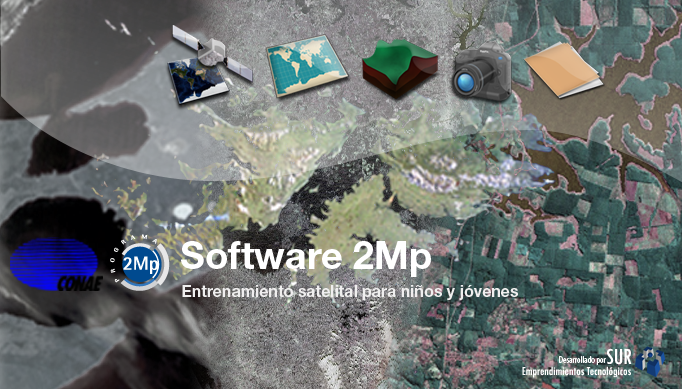 CONAE
PROGRAMA
2Mp
Software 2Mp
Entrenamiento satelital para niños y jóvenes
Desarrollado por SUR
Emprendimientos Tecnológicos